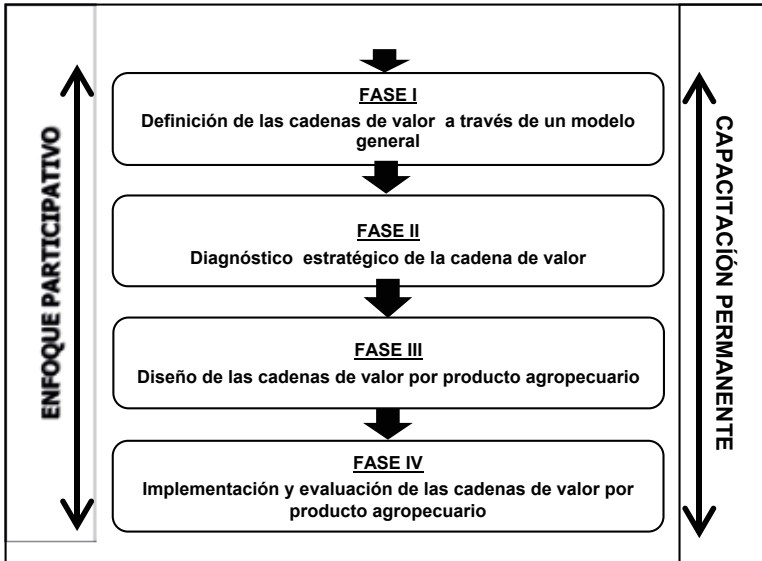 ENFOQUE PARTICIPATIVO
FASE I
Definición de las cadenas de valor a través de un modelo
general
FASE II
Diagnóstico estratégico de la cadena de valor
FASE III
Diseño de las cadenas de valor por producto agropecuario
FASE IV
Implementación y evaluación de las cadenas de valor por
producto agropecuario
CAPACITACÍÓN PERMANENTE